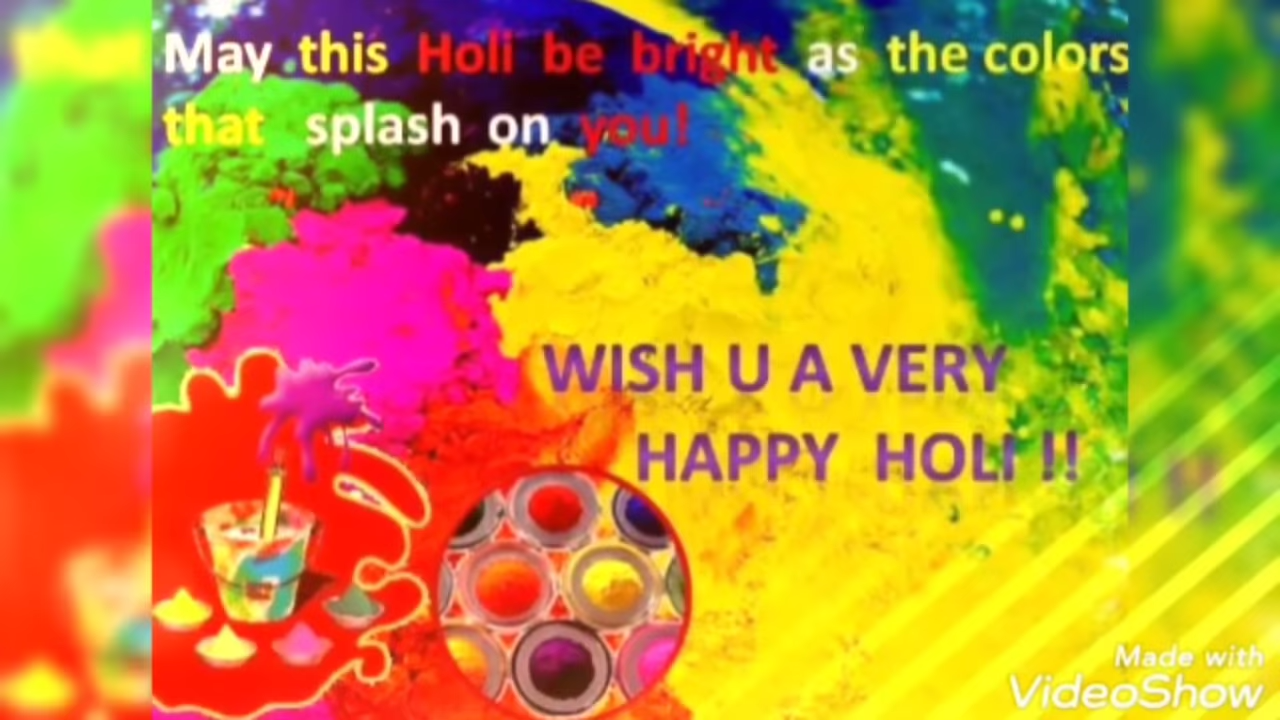 May this Holi be bright as the colors
that splash on you!
WISH U A VERY
HAPPY HOLI !!
Made with
VideoShow